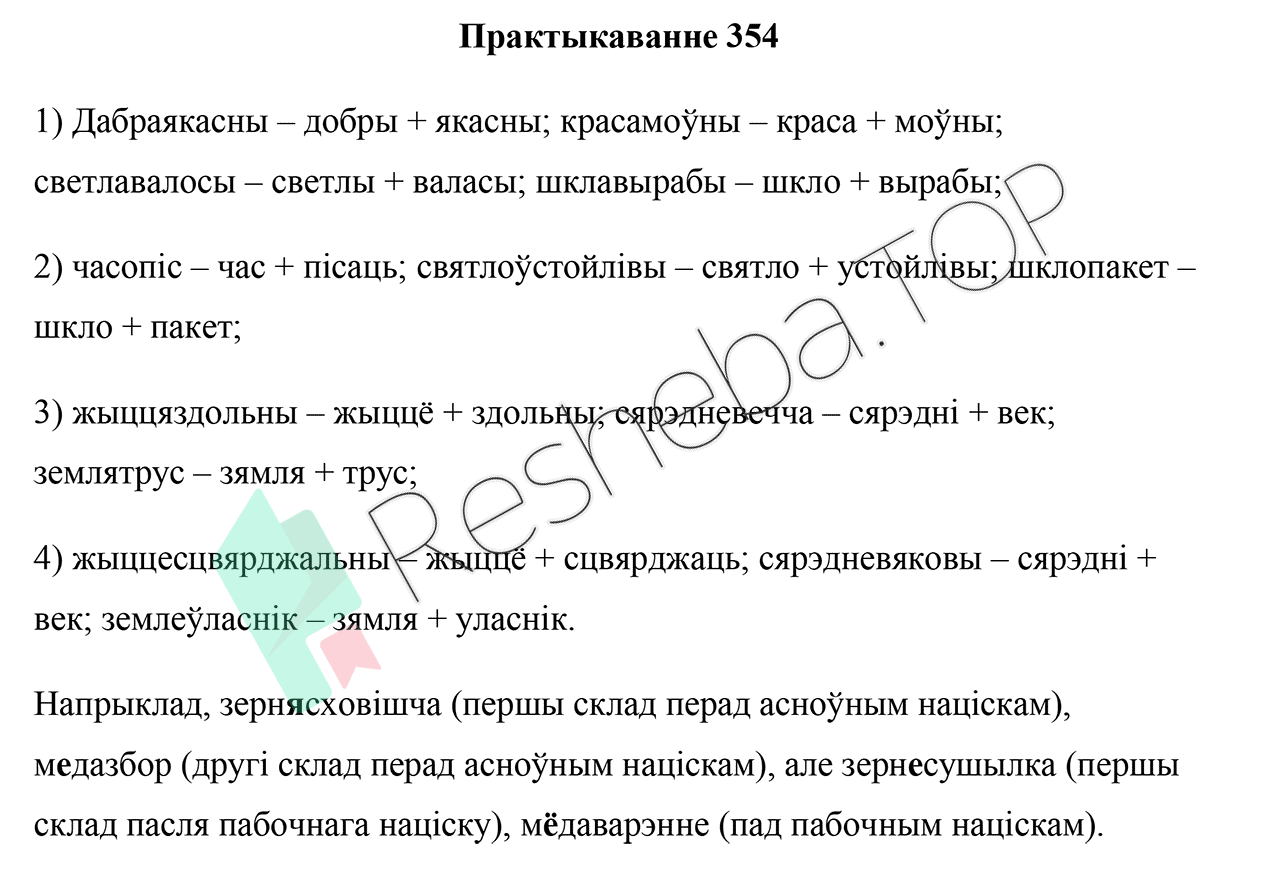 Практыкаванне 354
1) Дабраякасны – добры + якасны; красамоўны – краса + моўны;
светлавалосы – светлы + валасы; шклавырабы – шкло + вырабы;
2) часопіс – час + пісаць; святлоўстойлівы – святло + устойлівы; шклопакет –
шкло + пакет;
3) жыццяздольны – жыццё + здольны; сярэдневечча – сярэдні + век;
землятрус – зямля + трус;
4) жыццесцвярджальны – жыццё + сцвярджаць; сярэдневяковы – сярэдні +
век; землеўласнік – зямля + уласнік.
Напрыклад, зернясховішча (першы склад перад асноўным націскам),
медазбор (другі склад перад асноўным націскам), але зернесушылка (першы
склад пасля пабочнага націску), мёдаварэнне (пад пабочным націскам).
Resheba.TOP